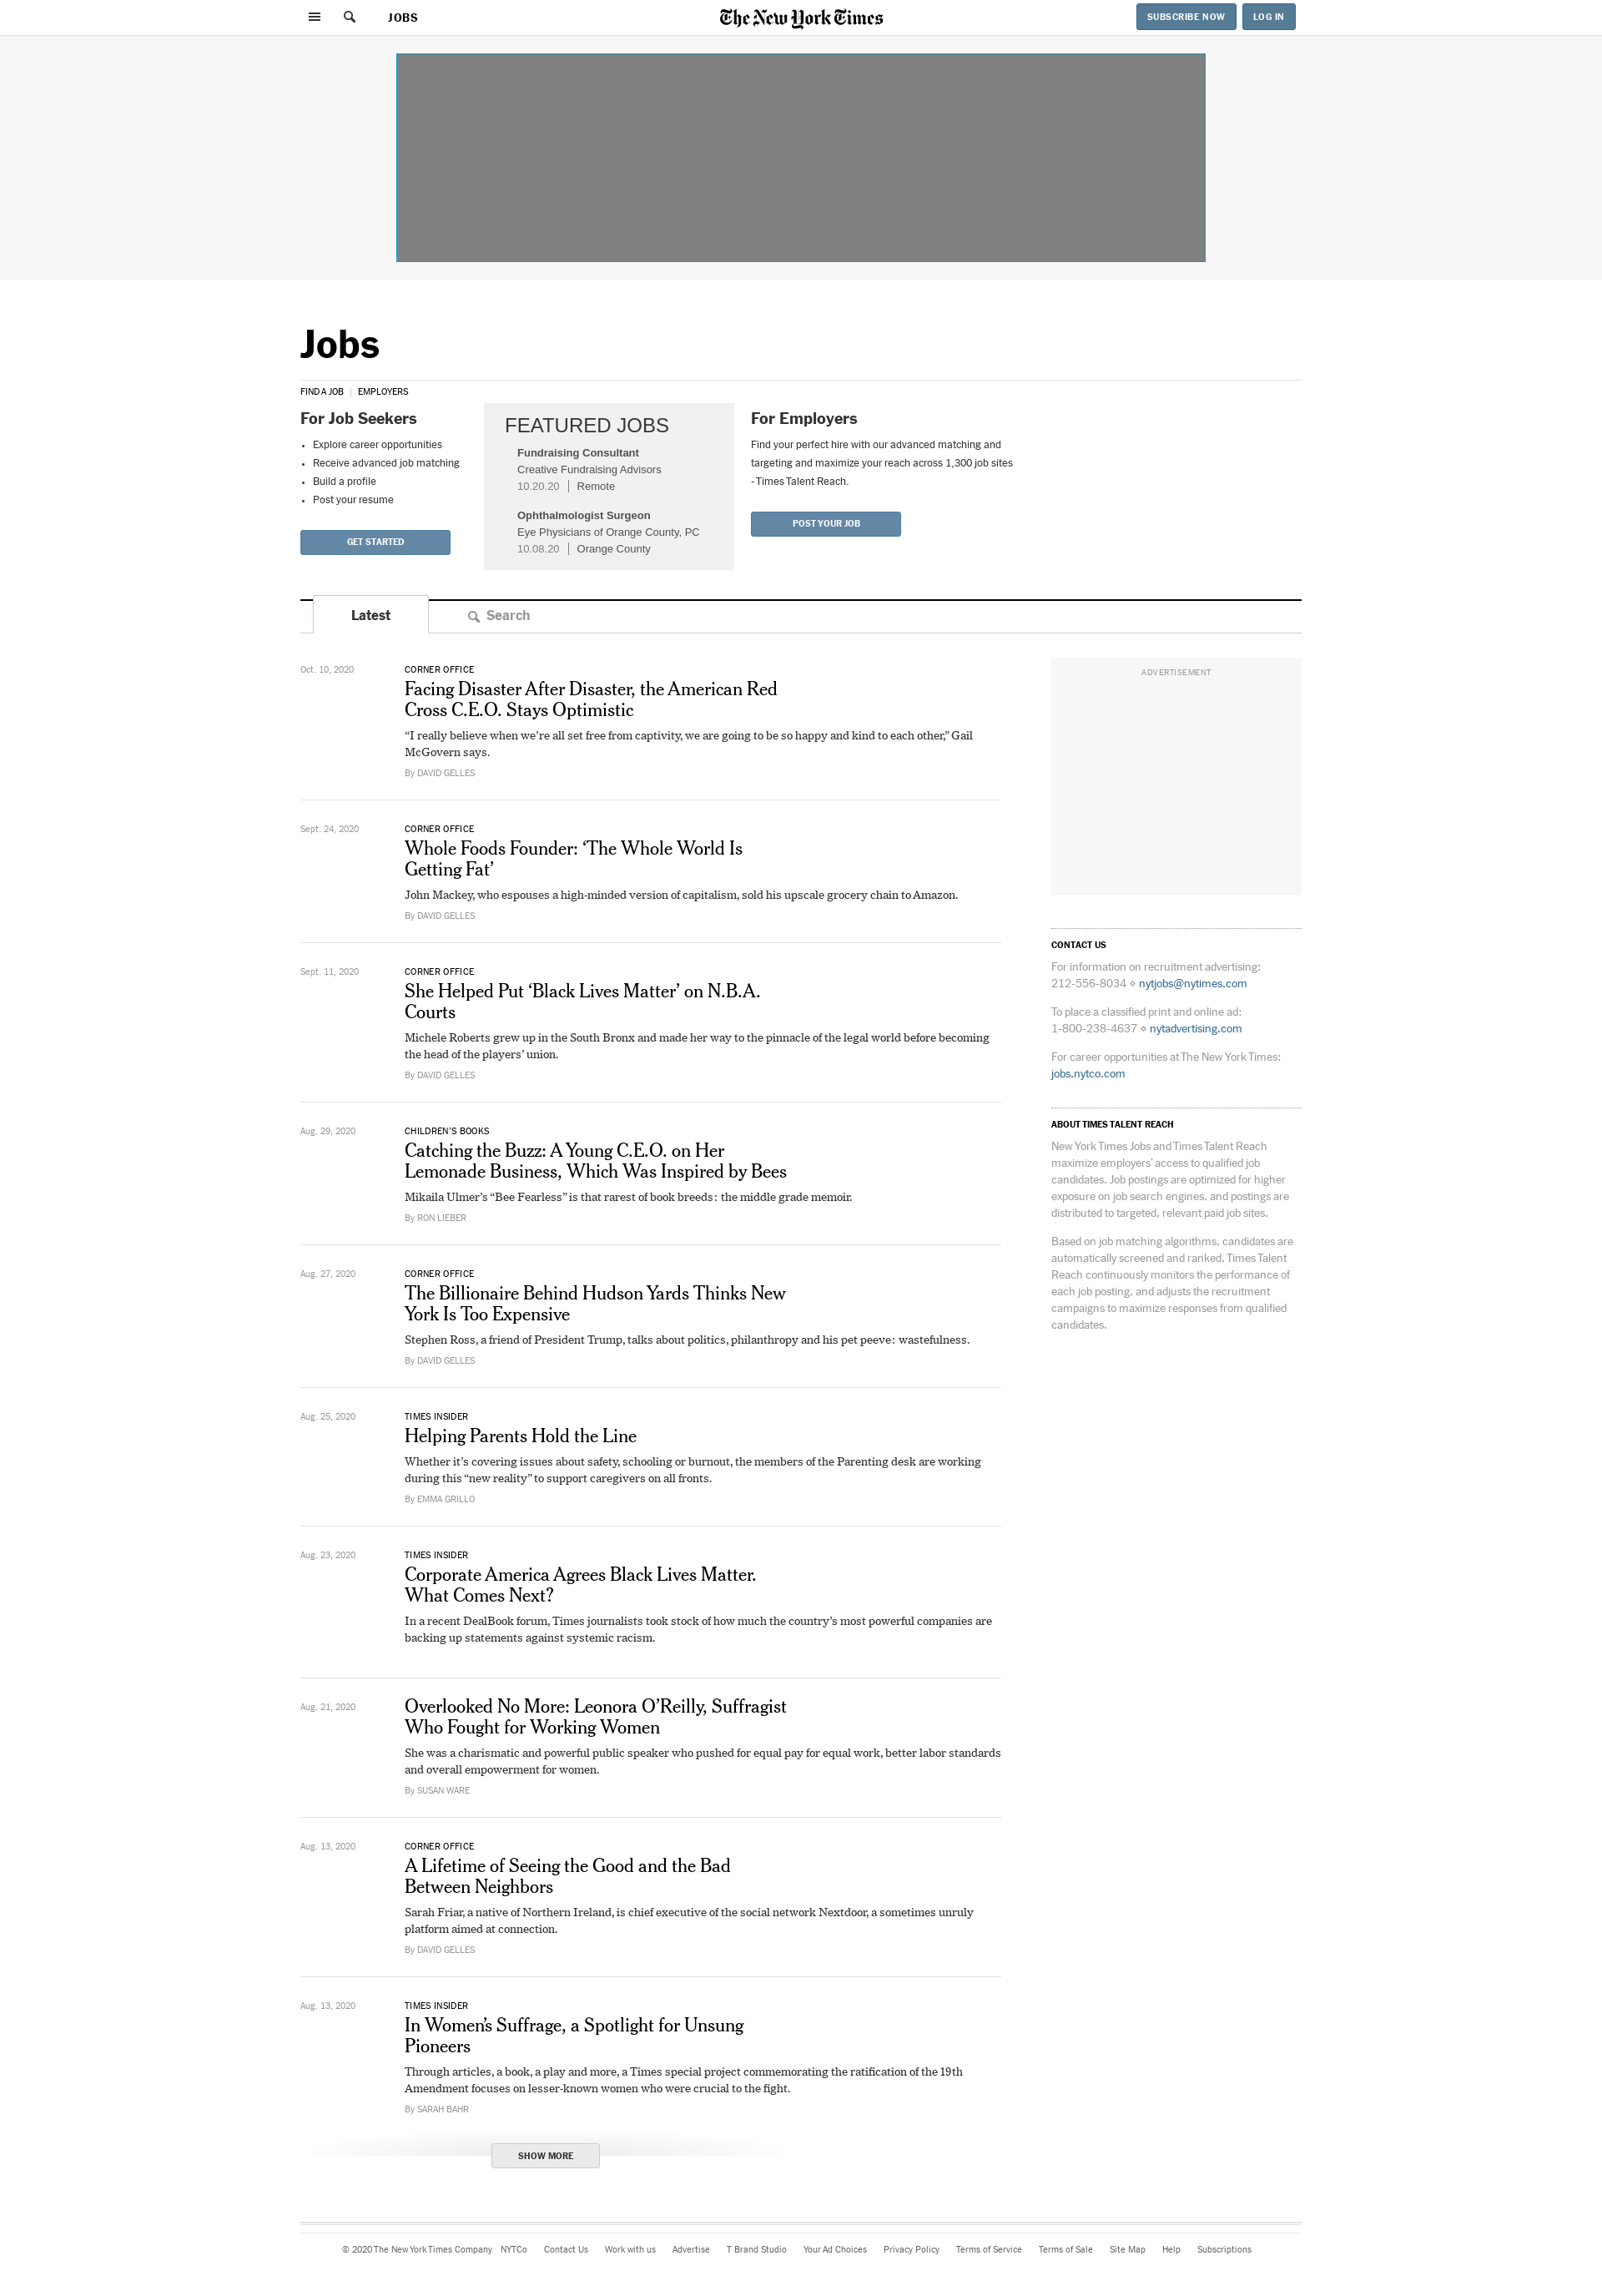 JOBS
The New York Times
SUBSCRIBE NOW
LOG IN
Jobs
FIND A JOB | EMPLOYERS
For Job Seekers
• Explore career opportunities
• Receive advanced job matching
• Build a profile
• Post your resume
GET STARTED
FEATURED JOBS
Fundraising Consultant
Creative Fundraising Advisors
10.20.20 | Remote
Ophthalmologist Surgeon
Eye Physicians of Orange County, PC
10.08.20 | Orange County
For Employers
Find your perfect hire with our advanced matching and
targeting and maximize your reach across 1,300 job sites
- Times Talent Reach.
POST YOUR JOB
Latest
Search
Oct. 10, 2020
CORNER OFFICE
Facing Disaster After Disaster, the American Red
Cross C.E.O. Stays Optimistic
“I really believe when we’re all set free from captivity, we are going to be so happy and kind to each other,” Gail
McGovern says.
By DAVID GELLES
Sept. 24, 2020
CORNER OFFICE
Whole Foods Founder: ‘The Whole World Is
Getting Fat’
John Mackey, who espouses a high-minded version of capitalism, sold his upscale grocery chain to Amazon.
By DAVID GELLES
Sept. 11, 2020
CORNER OFFICE
She Helped Put ‘Black Lives Matter’ on N.B.A.
Courts
Michele Roberts grew up in the South Bronx and made her way to the pinnacle of the legal world before becoming
the head of the players’ union.
By DAVID GELLES
Aug. 29, 2020
CHILDREN’S BOOKS
Catching the Buzz: A Young C.E.O. on Her
Lemonade Business, Which Was Inspired by Bees
Mikaila Ulmer’s “Bee Fearless” is that rarest of book breeds: the middle grade memoir.
By RON LIEBER
Aug. 27, 2020
CORNER OFFICE
The Billionaire Behind Hudson Yards Thinks New
York Is Too Expensive
Stephen Ross, a friend of President Trump, talks about politics, philanthropy and his pet peeve: wastefulness.
By DAVID GELLES
Aug. 25, 2020
TIMES INSIDER
Helping Parents Hold the Line
Whether it’s covering issues about safety, schooling or burnout, the members of the Parenting desk are working
during this “new reality” to support caregivers on all fronts.
By EMMA GRILLO
Aug. 23, 2020
TIMES INSIDER
Corporate America Agrees Black Lives Matter.
What Comes Next?
In a recent DealBook forum, Times journalists took stock of how much the country’s most powerful companies are
backing up statements against systemic racism.
Aug. 21, 2020
Overlooked No More: Leonora O’Reilly, Suffragist
Who Fought for Working Women
She was a charismatic and powerful public speaker who pushed for equal pay for equal work, better labor standards
and overall empowerment for women.
By SUSAN WARE
Aug. 13, 2020
CORNER OFFICE
A Lifetime of Seeing the Good and the Bad
Between Neighbors
Sarah Friar, a native of Northern Ireland, is chief executive of the social network Nextdoor, a sometimes unruly
platform aimed at connection.
By DAVID GELLES
Aug. 13, 2020
TIMES INSIDER
In Women’s Suffrage, a Spotlight for Unsung
Pioneers
Through articles, a book, a play and more, a Times special project commemorating the ratification of the 19th
Amendment focuses on lesser-known women who were crucial to the fight.
By SARAH BAHR
SHOW MORE
ADVERTISEMENT
CONTACT US
For information on recruitment advertising:
212-556-8034 ⋄ nytjobs@nytimes.com
To place a classified print and online ad:
1-800-238-4637 ⋄ nytadvertising.com
For career opportunities at The New York Times:
jobs.nytco.com
ABOUT TIMES TALENT REACH
New York Times Jobs and Times Talent Reach
maximize employers’ access to qualified job
candidates. Job postings are optimized for higher
exposure on job search engines, and postings are
distributed to targeted, relevant paid job sites.
Based on job matching algorithms, candidates are
automatically screened and ranked. Times Talent
Reach continuously monitors the performance of
each job posting, and adjusts the recruitment
campaigns to maximize responses from qualified
candidates.
© 2020 The New York Times Company NYTCo Contact Us Work with us Advertise T Brand Studio Your Ad Choices Privacy Policy Terms of Service Terms of Sale Site Map Help Subscriptions